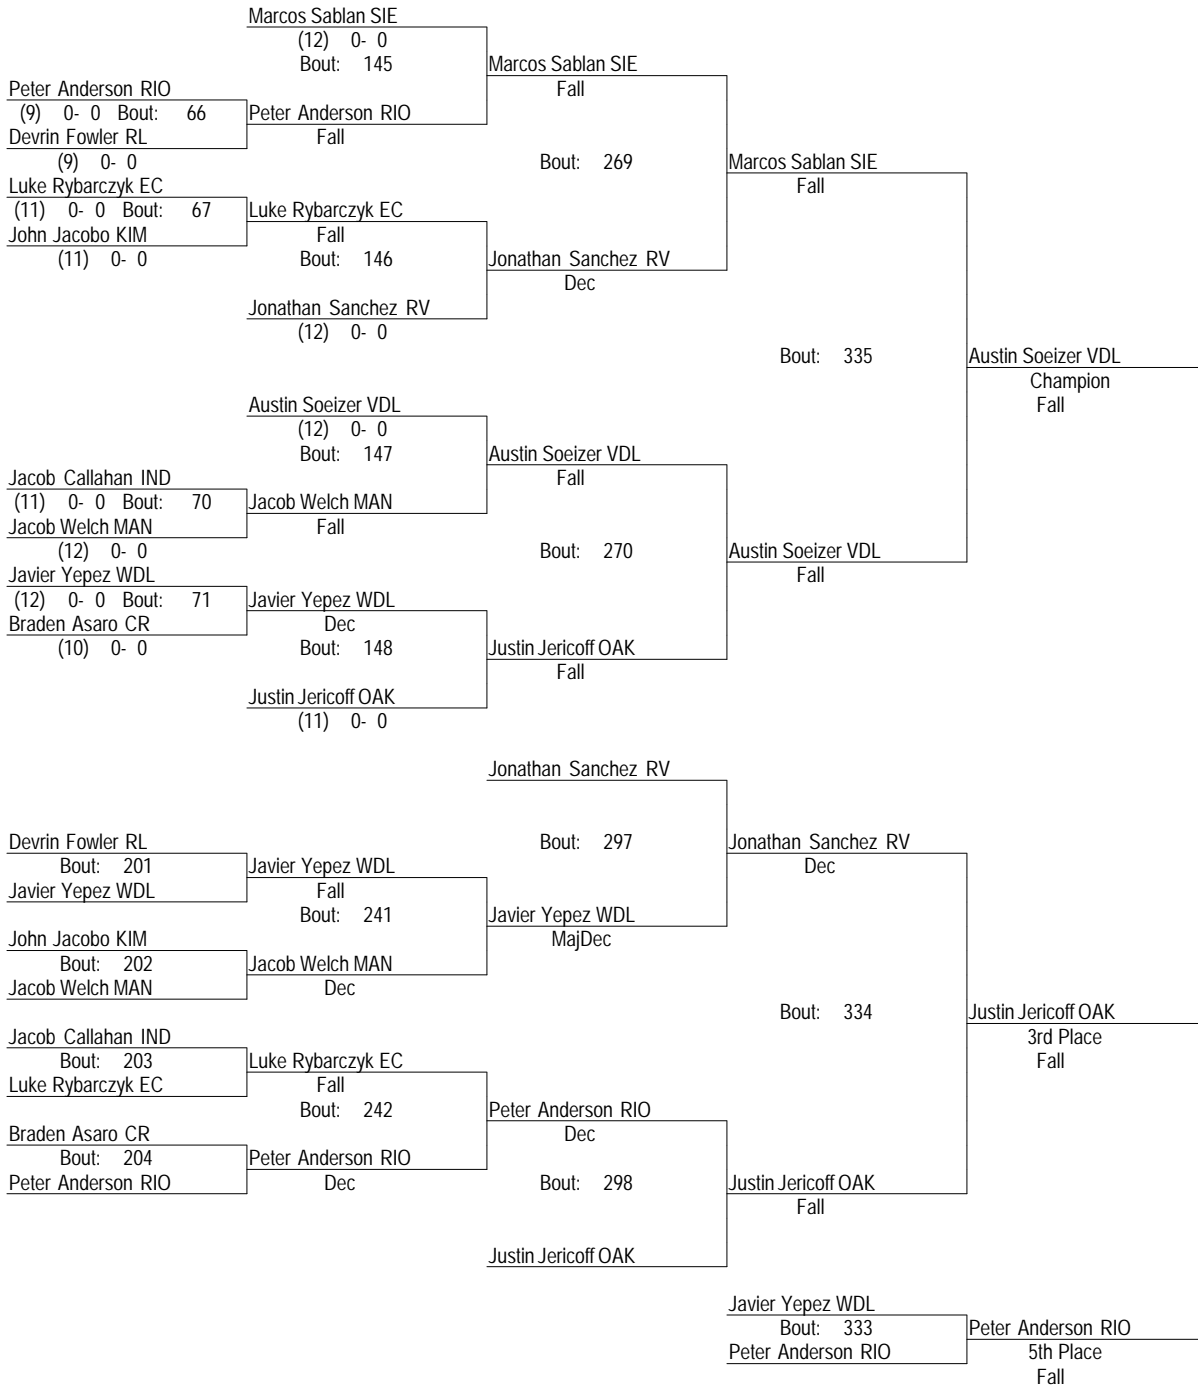 Marcos Sablan SIE
(12) 0- 0
Bout: 145
Marcos Sablan SIE
Fall
Peter Anderson RIO
(9) 0- 0 Bout: 66
Peter Anderson RIO
Devrin Fowler RL
Fall
(9) 0- 0
Bout: 269
Marcos Sablan SIE
Fall
Luke Rybarczyk EC
(11) 0- 0 Bout: 67
Luke Rybarczyk EC
John Jacobo KIM
Fall
(11) 0- 0
Bout: 146
Jonathan Sanchez RV
Dec
Jonathan Sanchez RV
(12) 0- 0
Bout: 335
Austin Soeizer VDL
Champion
Fall
Austin Soeizer VDL
(12) 0- 0
Bout: 147
Austin Soeizer VDL
Fall
Jacob Callahan IND
(11) 0- 0 Bout: 70
Jacob Welch MAN
Jacob Welch MAN
Fall
(12) 0- 0
Bout: 270
Austin Soeizer VDL
Fall
Javier Yepez WDL
(12) 0- 0 Bout: 71
Javier Yepez WDL
Braden Asaro CR
Dec
(10) 0- 0
Bout: 148
Justin Jericoff OAK
Fall
Justin Jericoff OAK
(11) 0- 0
Jonathan Sanchez RV
Devrin Fowler RL
Bout: 297
Jonathan Sanchez RV
Dec
Bout: 201
Javier Yepez WDL
Javier Yepez WDL
Fall
Bout: 241
Javier Yepez WDL
MajDec
John Jacobo KIM
Bout: 202
Jacob Welch MAN
Jacob Welch MAN
Dec
Bout: 334
Justin Jericoff OAK
3rd Place
Fall
Jacob Callahan IND
Bout: 203
Luke Rybarczyk EC
Luke Rybarczyk EC
Fall
Bout: 242
Peter Anderson RIO
Dec
Braden Asaro CR
Bout: 204
Peter Anderson RIO
Peter Anderson RIO
Dec
Bout: 298
Justin Jericoff OAK
Fall
Justin Jericoff OAK
Javier Yepez WDL
Bout: 333
Peter Anderson RIO
Peter Anderson RIO
5th Place
Fall